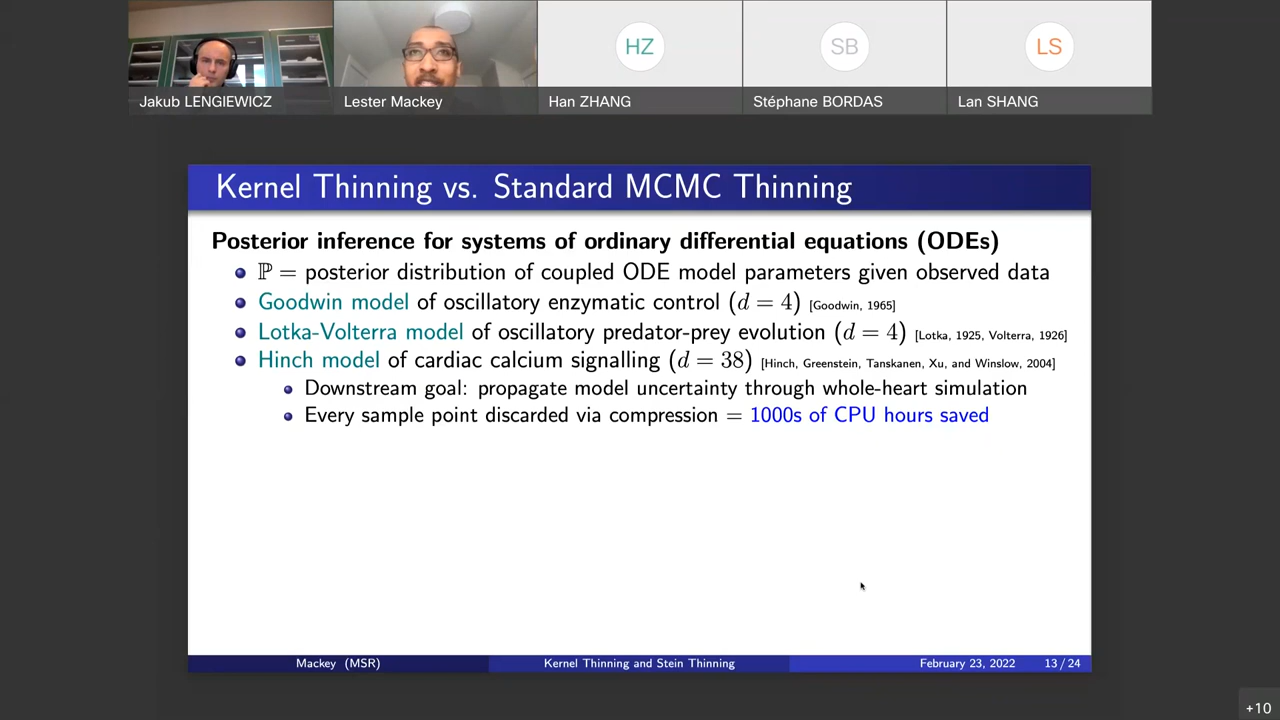 HZ
SB
LS
Jakub LENGIEWICZ
Lester Mackey
Han ZHANG
Stéphane BORDAS
Lan SHANG
Kernel Thinning vs. Standard MCMC Thinning
Posterior inference for systems of ordinary differential equations (ODEs)
ℙ = posterior distribution of coupled ODE model parameters given observed data
Goodwin model of oscillatory enzymatic control (d = 4) [Goodwin, 1965]
Lotka-Volterra model of oscillatory predator-prey evolution (d = 4) [Lotka, 1925, Volterra, 1926]
Hinch model of cardiac calcium signalling (d = 38) [Hinch, Greenstein, Tanskanen, Xu, and Winslow, 2004]
Downstream goal: propagate model uncertainty through whole-heart simulation
Every sample point discarded via compression = 1000s of CPU hours saved
Mackey (MSR)
Kernel Thinning and Stein Thinning
February 23, 2022
13 / 24
+10